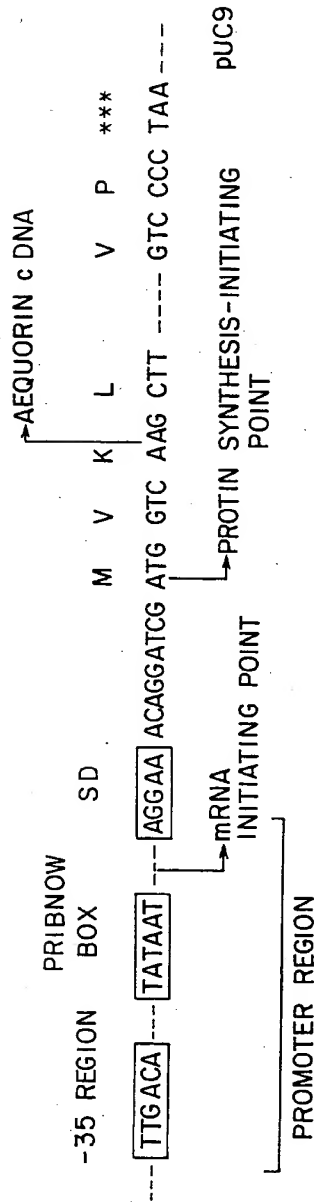 AEQUORIN c DNA
PRIBNOW
-35 REGION BOX SD M V K L V P ***
---- TTGACA ---- TATAAT ---- AGGAA ACAGGATCG ATG GTC AAG CTT ---- GTC CCC TAA ----
mRNA
INITIATING POINT
PROTIN SYNTHESIS-INITIATING
POINT
PROMOTER REGION
pUC9